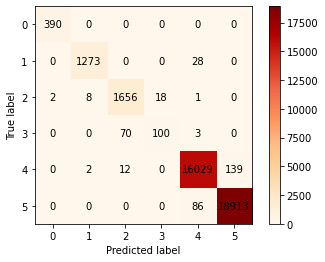 0 390 0 0 0 0 0
1 0 1273 0 0 28 0
2 2 8 1656 18 1 0
3 0 0 70 100 3 0
4 0 2 12 0 16029 139
5 0 0 0 0 86 18913
0 1 2 3 4 5
Predicted label
True label
17500
15000
12500
10000
7500
5000
2500
0